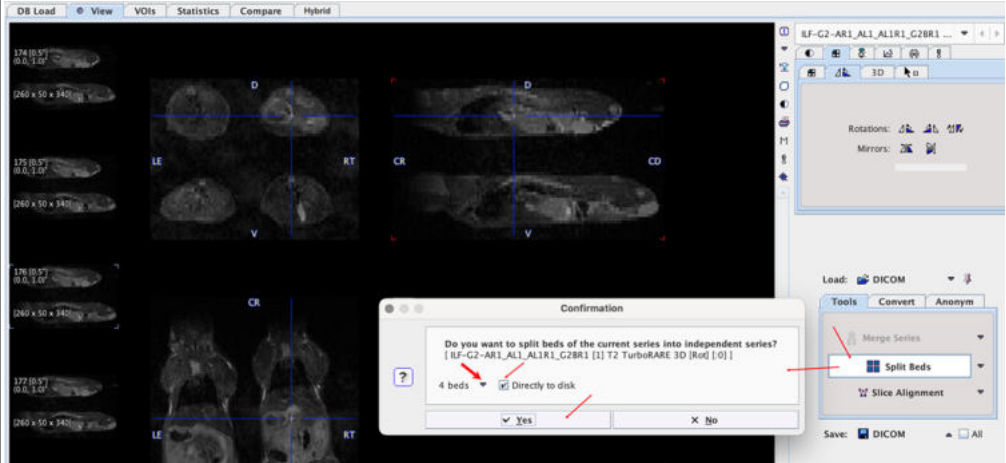 DB Load View VOIs Statistics Compare Hybrid
ILF-G2-AR1_AL1_AL1R1_G2BR1 ...
3D
Rotations:
Mirrors:
174 [0.5"]
(0.0, 1.0)"
[260 x 50 x 340]
175 [0.5"]
(0.0, 1.0)"
[260 x 50 x 340]
176 [0.5"]
(0.0, 1.0)"
[260 x 50 x 340]
177 [0.5"]
(0.0, 1.0)"
[260 x 50 x 340]
D
LE RT
V
D
CR CD
V
CR
LE RT
M
Load: DICOM
Tools Convert Anonym
Merge Series
Split Beds
Slice Alignment
Save: DICOM All
Confirmation
Do you want to split beds of the current series into independent series?
[ ILF-G2-AR1_AL1_AL1R1_G2BR1 [1] T2 TurboRARE 3D [Rot] [:0] ]
?
4 beds Directly to disk
Yes No